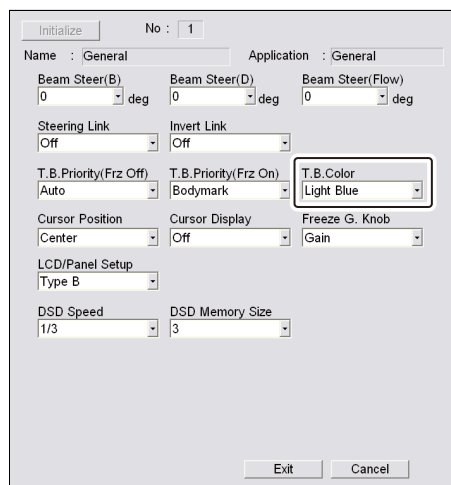 Initialize No : 1
Name : General Application : General
Beam Steer(B) Beam Steer(D) Beam Steer(Flow)
0 deg 0 deg 0 deg
Steering Link Invert Link
Off Off
T.B.Priority(Frz Off) T.B.Priority(Frz On) T.B.Color
Auto Bodymark Light Blue
Cursor Position Cursor Display Freeze G. Knob
Center Off Gain
LCD/Panel Setup
Type B
DSD Speed DSD Memory Size
1/3 3
Exit Cancel